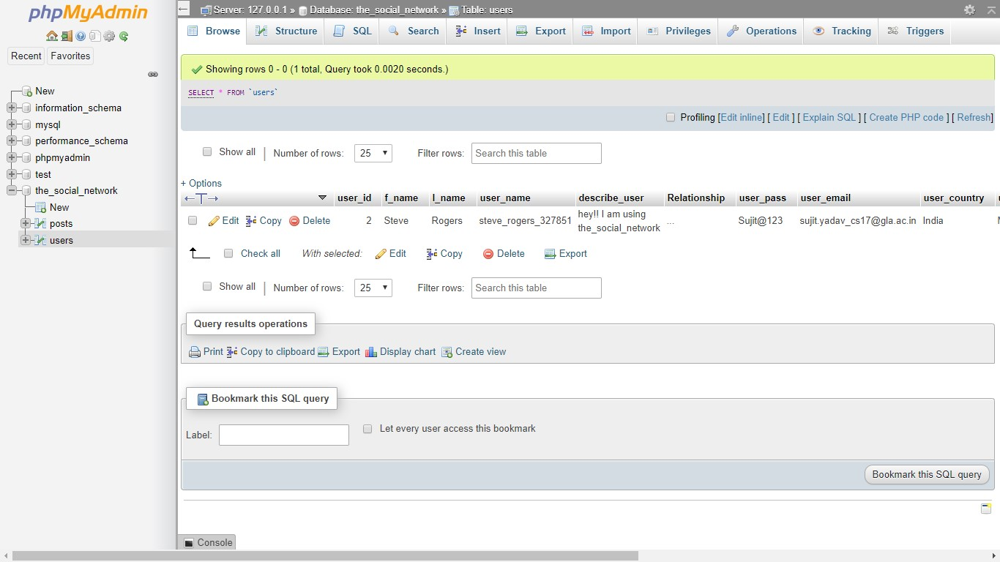 phpMyAdmin
Recent Favorites
New
information_schema
mysql
performance_schema
phpmyadmin
test
the_social_network
New
posts
users
Server: 127.0.0.1 » Database: the_social_network » Table: users
Browse Structure SQL Search Insert Export Import Privileges Operations Tracking Triggers
Showing rows 0 - 0 (1 total, Query took 0.0020 seconds.)
SELECT * FROM `users`
Profiling [Edit inline] [ Edit ] [ Explain SQL ] [ Create PHP code ] [ Refresh]
Show all | Number of rows: 25 Filter rows: Search this table
+ Options
←T→ user_id f_name l_name user_name describe_user Relationship user_pass user_email user_country
Edit Copy Delete 2 Steve Rogers steve_rogers_327851 hey!! I am using the_social_network ... Sujit@123 sujit.yadav_cs17@gla.ac.in India
Check all With selected: Edit Copy Delete Export
Show all | Number of rows: 25 Filter rows: Search this table
Query results operations
Print Copy to clipboard Export Display chart Create view
Bookmark this SQL query
Label: Let every user access this bookmark
Bookmark this SQL query
Console